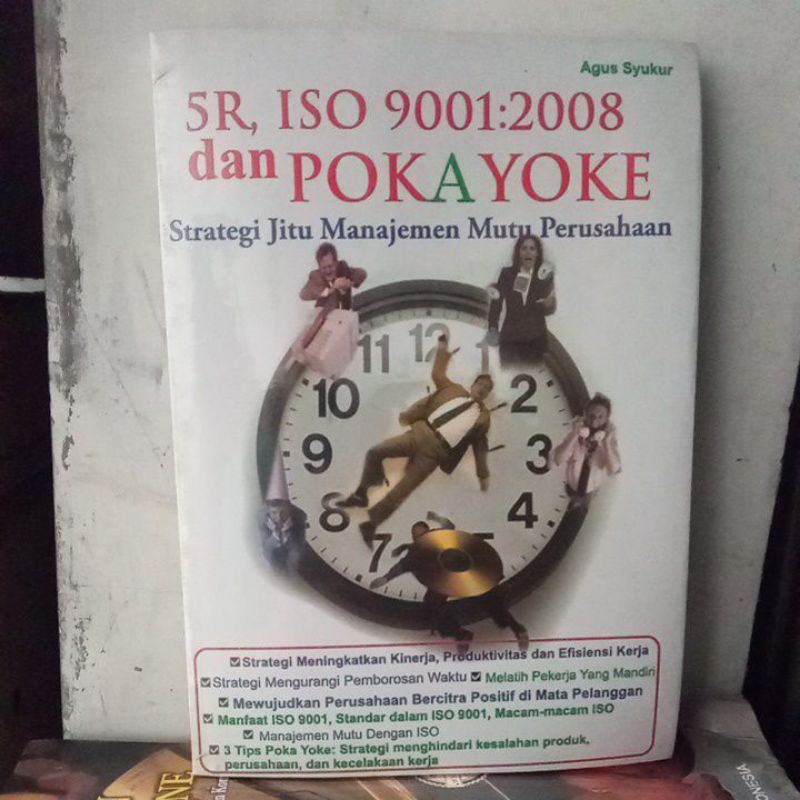 Agus Syukur
5R, ISO 9001:2008
dan POKAYOKE
Strategi Jitu Manajemen Mutu Perusahaan
11 12 1
10 2
9 3
8 4
7
☑ Strategi Meningkatkan Kinerja, Produktivitas dan Efisiensi Kerja
☑ Strategi Mengurangi Pemborosan Waktu ☑ Melatih Pekerja Yang Mandiri
☑ Mewujudkan Perusahaan Bercitra Positif di Mata Pelanggan
☑ Manfaat ISO 9001, Standar dalam ISO 9001, Macam-macam ISO
☑ Manajemen Mutu Dengan ISO
☑ 3 Tips Poka Yoke: Strategi menghindari kesalahan produk,
perusahaan, dan kecelakaan kerja